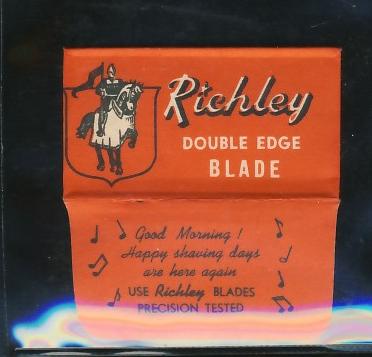 Richley
DOUBLE EDGE
BLADE
Good Morning !
Happy shaving days
are here again
USE Richley BLADES
PRECISION TESTED